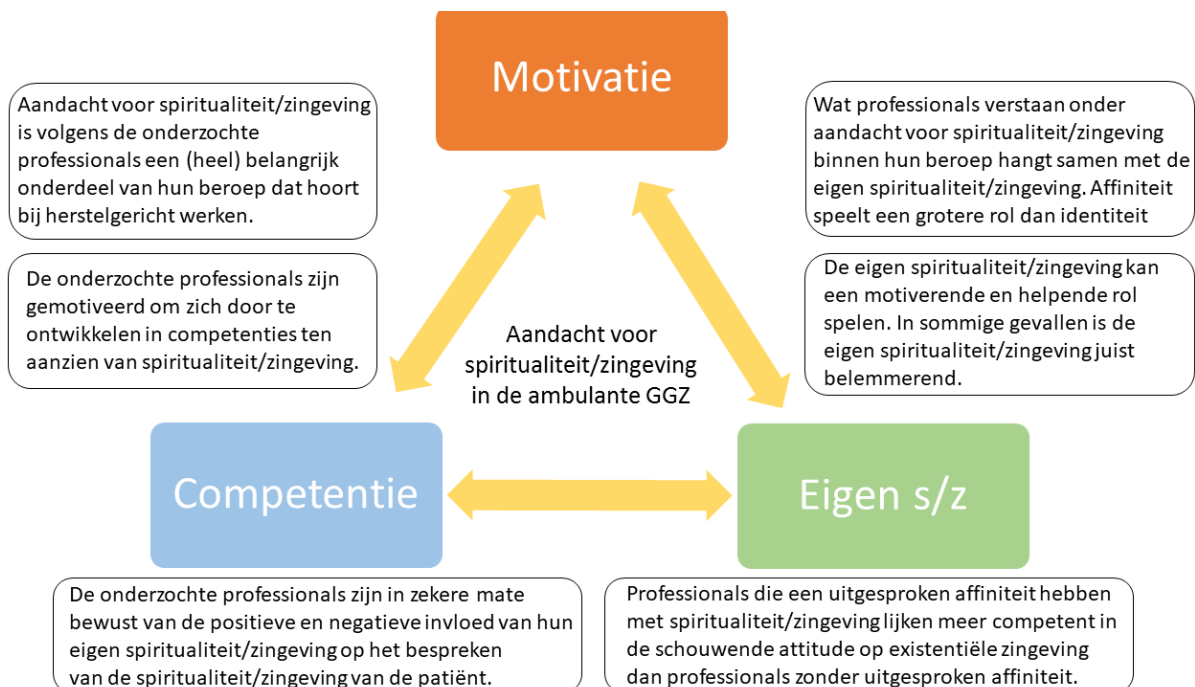 Motivatie
Aandacht voor spiritualiteit/zingeving
is volgens de onderzochte
professionals een (heel) belangrijk
onderdeel van hun beroep dat hoort
bij herstelgericht werken.
Wat professionals verstaan onder
aandacht voor spiritualiteit/zingeving
binnen hun beroep hangt samen met de
eigen spiritualiteit/zingeving. Affiniteit
speelt een grotere rol dan identiteit
De onderzochte professionals zijn
gemotiveerd om zich door te
ontwikkelen in competenties ten
aanzien van spiritualiteit/zingeving.
De eigen spiritualiteit/zingeving kan
een motiverende en helpende rol
spelen. In sommige gevallen is de
eigen spiritualiteit/zingeving juist
belemmerend.
Aandacht voor
spiritualiteit/zingeving
in de ambulante GGZ
Competentie
Eigen s/z
De onderzochte professionals zijn in zekere mate
bewust van de positieve en negatieve invloed van hun
eigen spiritualiteit/zingeving op het bespreken
van de spiritualiteit/zingeving van de patiënt.
Professionals die een uitgesproken affiniteit hebben
met spiritualiteit/zingeving lijken meer competent in
de schouwende attitude op existentiële zingeving
dan professionals zonder uitgesproken affiniteit.